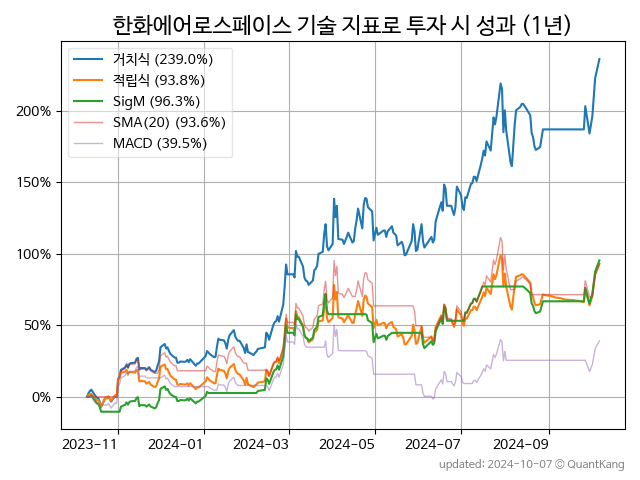 한화에어로스페이스 기술 지표로 투자 시 성과 (1년)
거치식 (239.0%)
적립식 (93.8%)
SigM (96.3%)
SMA(20) (93.6%)
MACD (39.5%)
200%
150%
100%
50%
0%
2023-11 2024-01 2024-03 2024-05 2024-07 2024-09
updated: 2024-10-07 © QuantKang